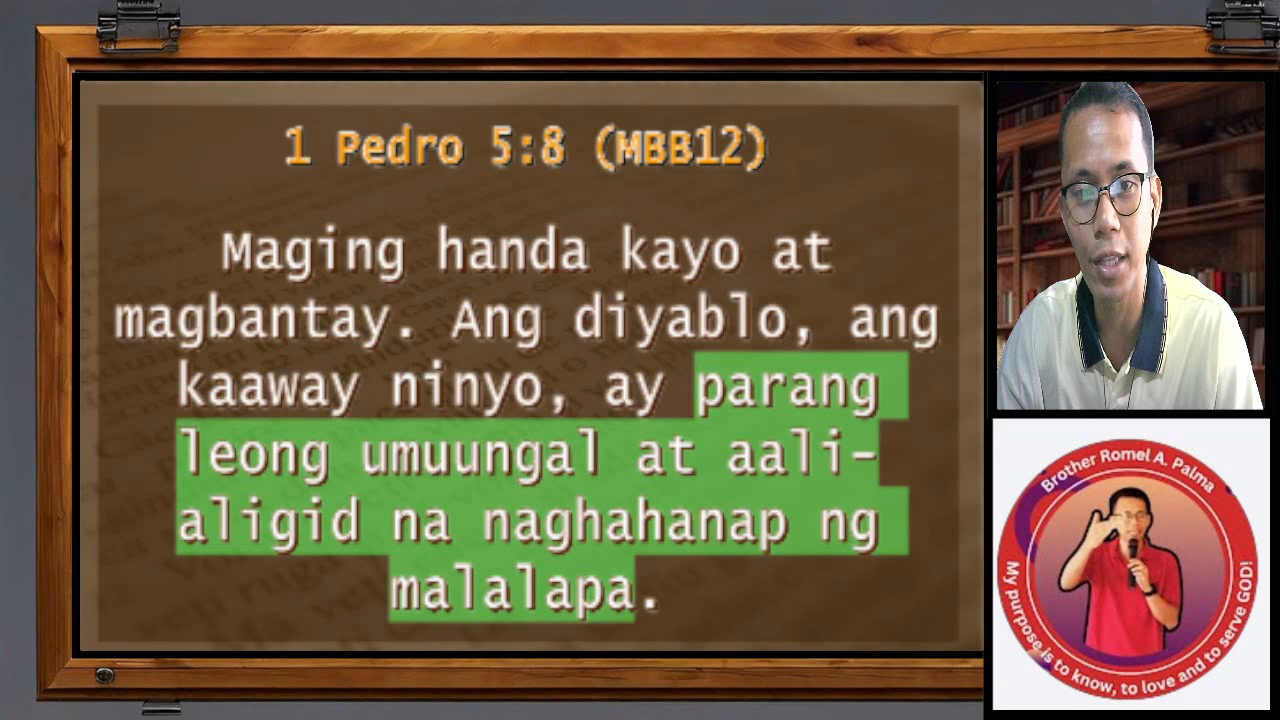 1 Pedro 5:8 (MBB12)
Maging handa kayo at
magbantay. Ang diyablo, ang
kaaway ninyo, ay parang
leong umuungal at aali-
aligid na naghahanap ng
malalapa.
Brother Romel A. Palma
My purpose is to know, to love and to serve GOD!